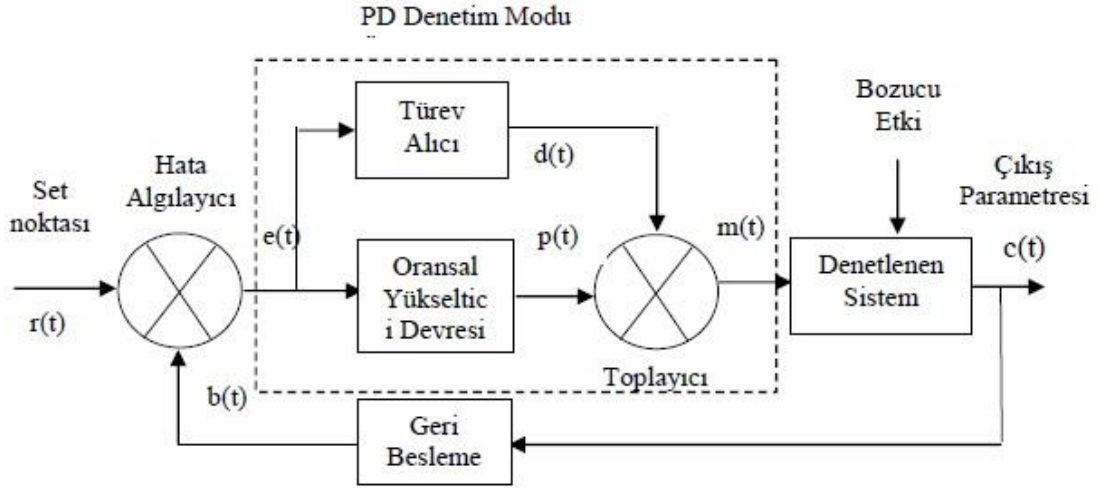 PD Denetim Modu
Türev
Alıcı
d(t)
Bozucu
Etki
Çıkış
Parametresi
c(t)
Hata
Algılayıcı
Set
noktası
r(t)
e(t)
Oransal
Yükseltic
i Devresi
p(t)
m(t)
Denetlenen
Sistem
Toplayıcı
b(t)
Geri
Besleme